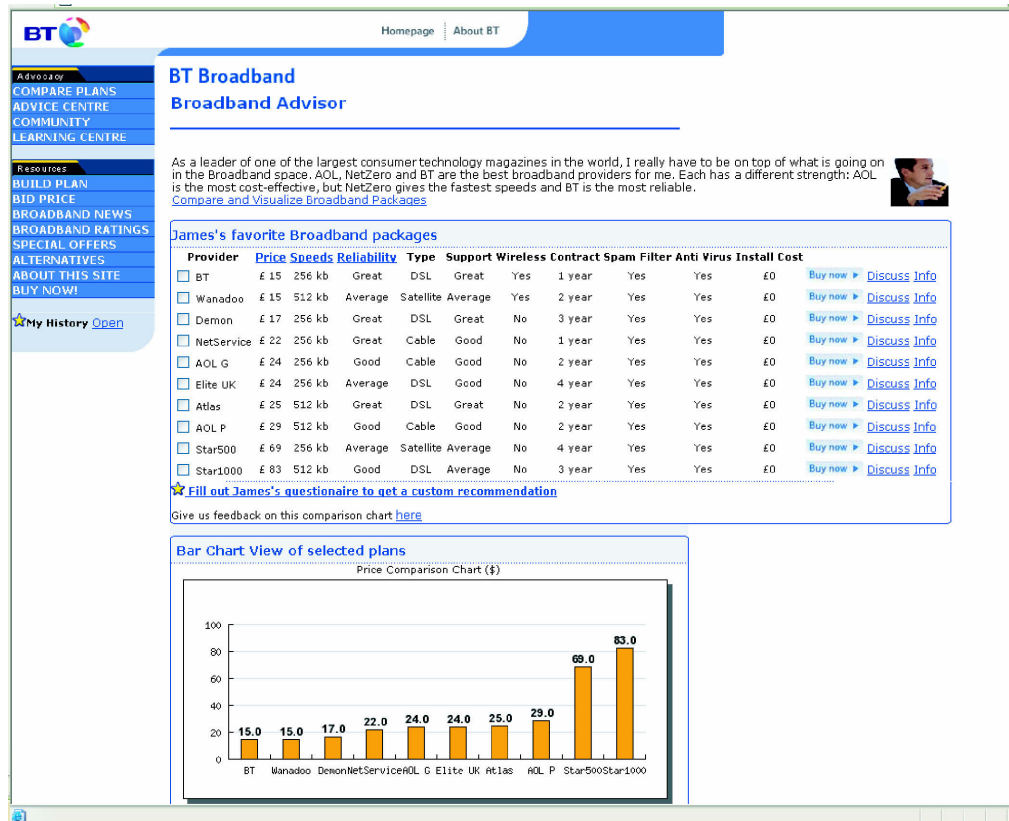 BT
Homepage About BT
Advocacy
COMPARE PLANS
ADVICE CENTRE
COMMUNITY
LEARNING CENTRE
Resources
BUILD PLAN
BID PRICE
BROADBAND NEWS
BROADBAND RATINGS
SPECIAL OFFERS
ALTERNATIVES
ABOUT THIS SITE
BUY NOW!
My History Open
BT Broadband
Broadband Advisor
As a leader of one of the largest consumer technology magazines in the world, I really have to be on top of what is going on
in the Broadband space. AOL, NetZero and BT are the best broadband providers for me. Each has a different strength: AOL
is the most cost-effective, but NetZero gives the fastest speeds and BT is the most reliable.
Compare and Visualize Broadband Packages
James's favorite Broadband packages
Provider Price Speeds Reliability Type Support Wireless Contract Spam Filter Anti Virus Install Cost
BT £ 15 256 kb Great DSL Great Yes 1 year Yes Yes £0 Buy now Discuss Info
Wanadoo £ 15 512 kb Average Satellite Average Yes 2 year Yes Yes £0 Buy now Discuss Info
Demon £ 17 256 kb Great DSL Great No 3 year Yes Yes £0 Buy now Discuss Info
NetService £ 22 256 kb Great Cable Good No 1 year Yes Yes £0 Buy now Discuss Info
AOL G £ 24 256 kb Good Cable Good No 2 year Yes Yes £0 Buy now Discuss Info
Elite UK £ 24 256 kb Average DSL Good No 4 year Yes Yes £0 Buy now Discuss Info
Atlas £ 25 512 kb Great DSL Great No 2 year Yes Yes £0 Buy now Discuss Info
AOL P £ 29 512 kb Good Cable Good No 2 year Yes Yes £0 Buy now Discuss Info
Star500 £ 69 256 kb Average Satellite Average No 4 year Yes Yes £0 Buy now Discuss Info
Star1000 £ 83 512 kb Good DSL Average No 3 year Yes Yes £0 Buy now Discuss Info
Fill out James's questionaire to get a custom recommendation
Give us feedback on this comparison chart here
Bar Chart View of selected plans
Price Comparison Chart ($)
100
80
60
40
20
0
15.0 15.0 17.0 22.0 24.0 24.0 25.0 29.0 69.0 83.0
BT Wanadoo Demon NetService AOL G Elite UK Atlas AOL P Star500 Star1000